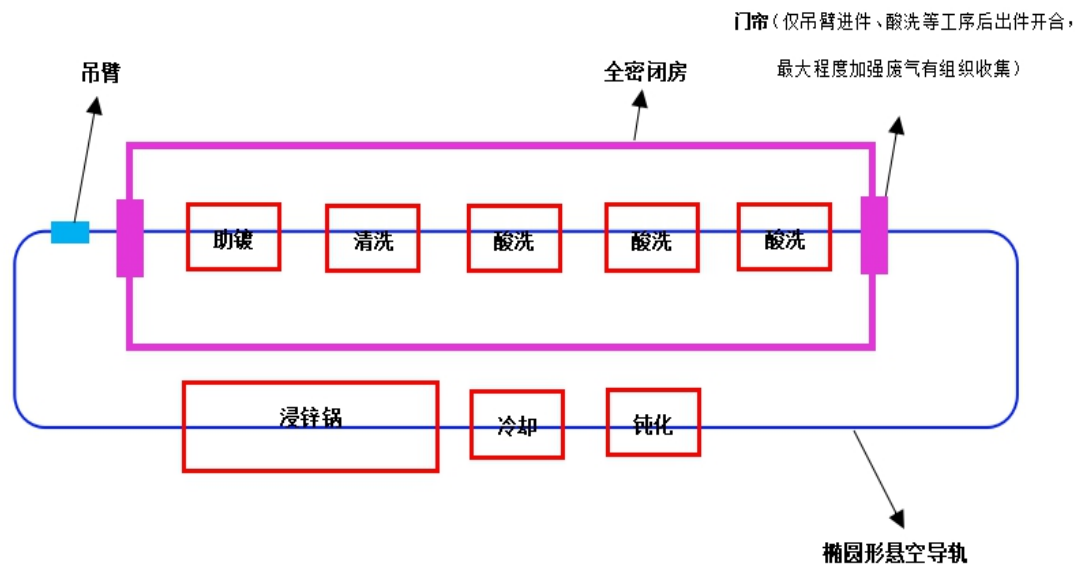 门帘（仅吊臂进件、酸洗等工序后出件开合，
最大程度加强废气有组织收集）
吊臂
全密闭房
助镀
清洗
酸洗
酸洗
酸洗
浸锌锅
冷却
钝化
椭圆形悬空导轨